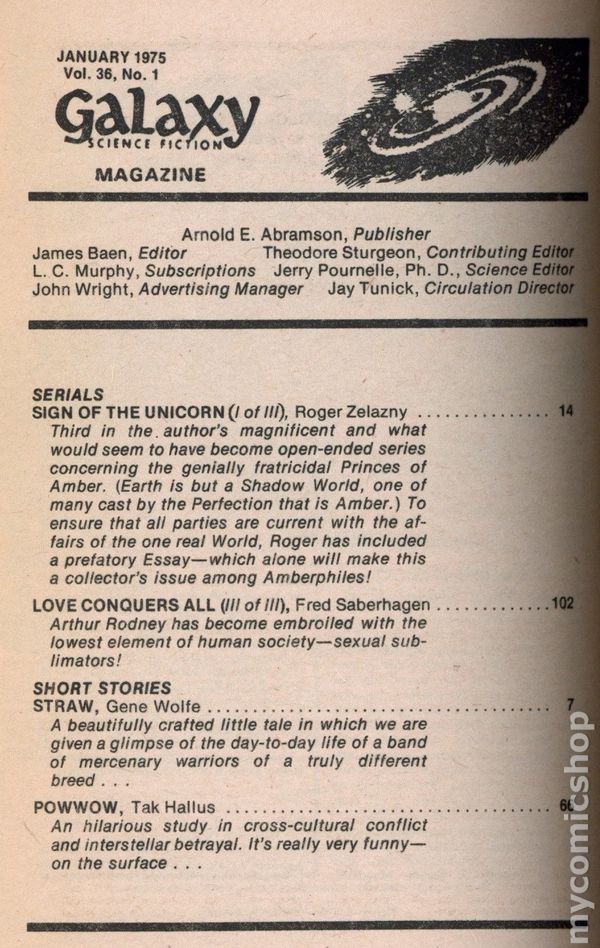 JANUARY 1975
Vol. 36, No. 1
Galaxy
SCIENCE FICTION
MAGAZINE
Arnold E. Abramson, Publisher
James Baen, Editor Theodore Sturgeon, Contributing Editor
L. C. Murphy, Subscriptions Jerry Pournelle, Ph. D., Science Editor
John Wright, Advertising Manager Jay Tunick, Circulation Director
SERIALS
SIGN OF THE UNICORN (I of III), Roger Zelazny ............... 14
Third in the author's magnificent and what
would seem to have become open-ended series
concerning the genially fratricidal Princes of
Amber. (Earth is but a Shadow World, one of
many cast by the Perfection that is Amber.) To
ensure that all parties are current with the af-
fairs of the one real World, Roger has included
a prefatory Essay—which alone will make this
a collector's issue among Amberphiles!
LOVE CONQUERS ALL (III of III), Fred Saberhagen .............102
Arthur Rodney has become embroiled with the
lowest element of human society—sexual sub-
limators!
SHORT STORIES
STRAW, Gene Wolfe ........................................ 7
A beautifully crafted little tale in which we are
given a glimpse of the day-to-day life of a band
of mercenary warriors of a truly different
breed . . .
POWWOW, Tak Hallus ......................................
An hilarious study in cross-cultural conflict
and interstellar betrayal. It's really very funny—
on the surface . . .
mycomicshop